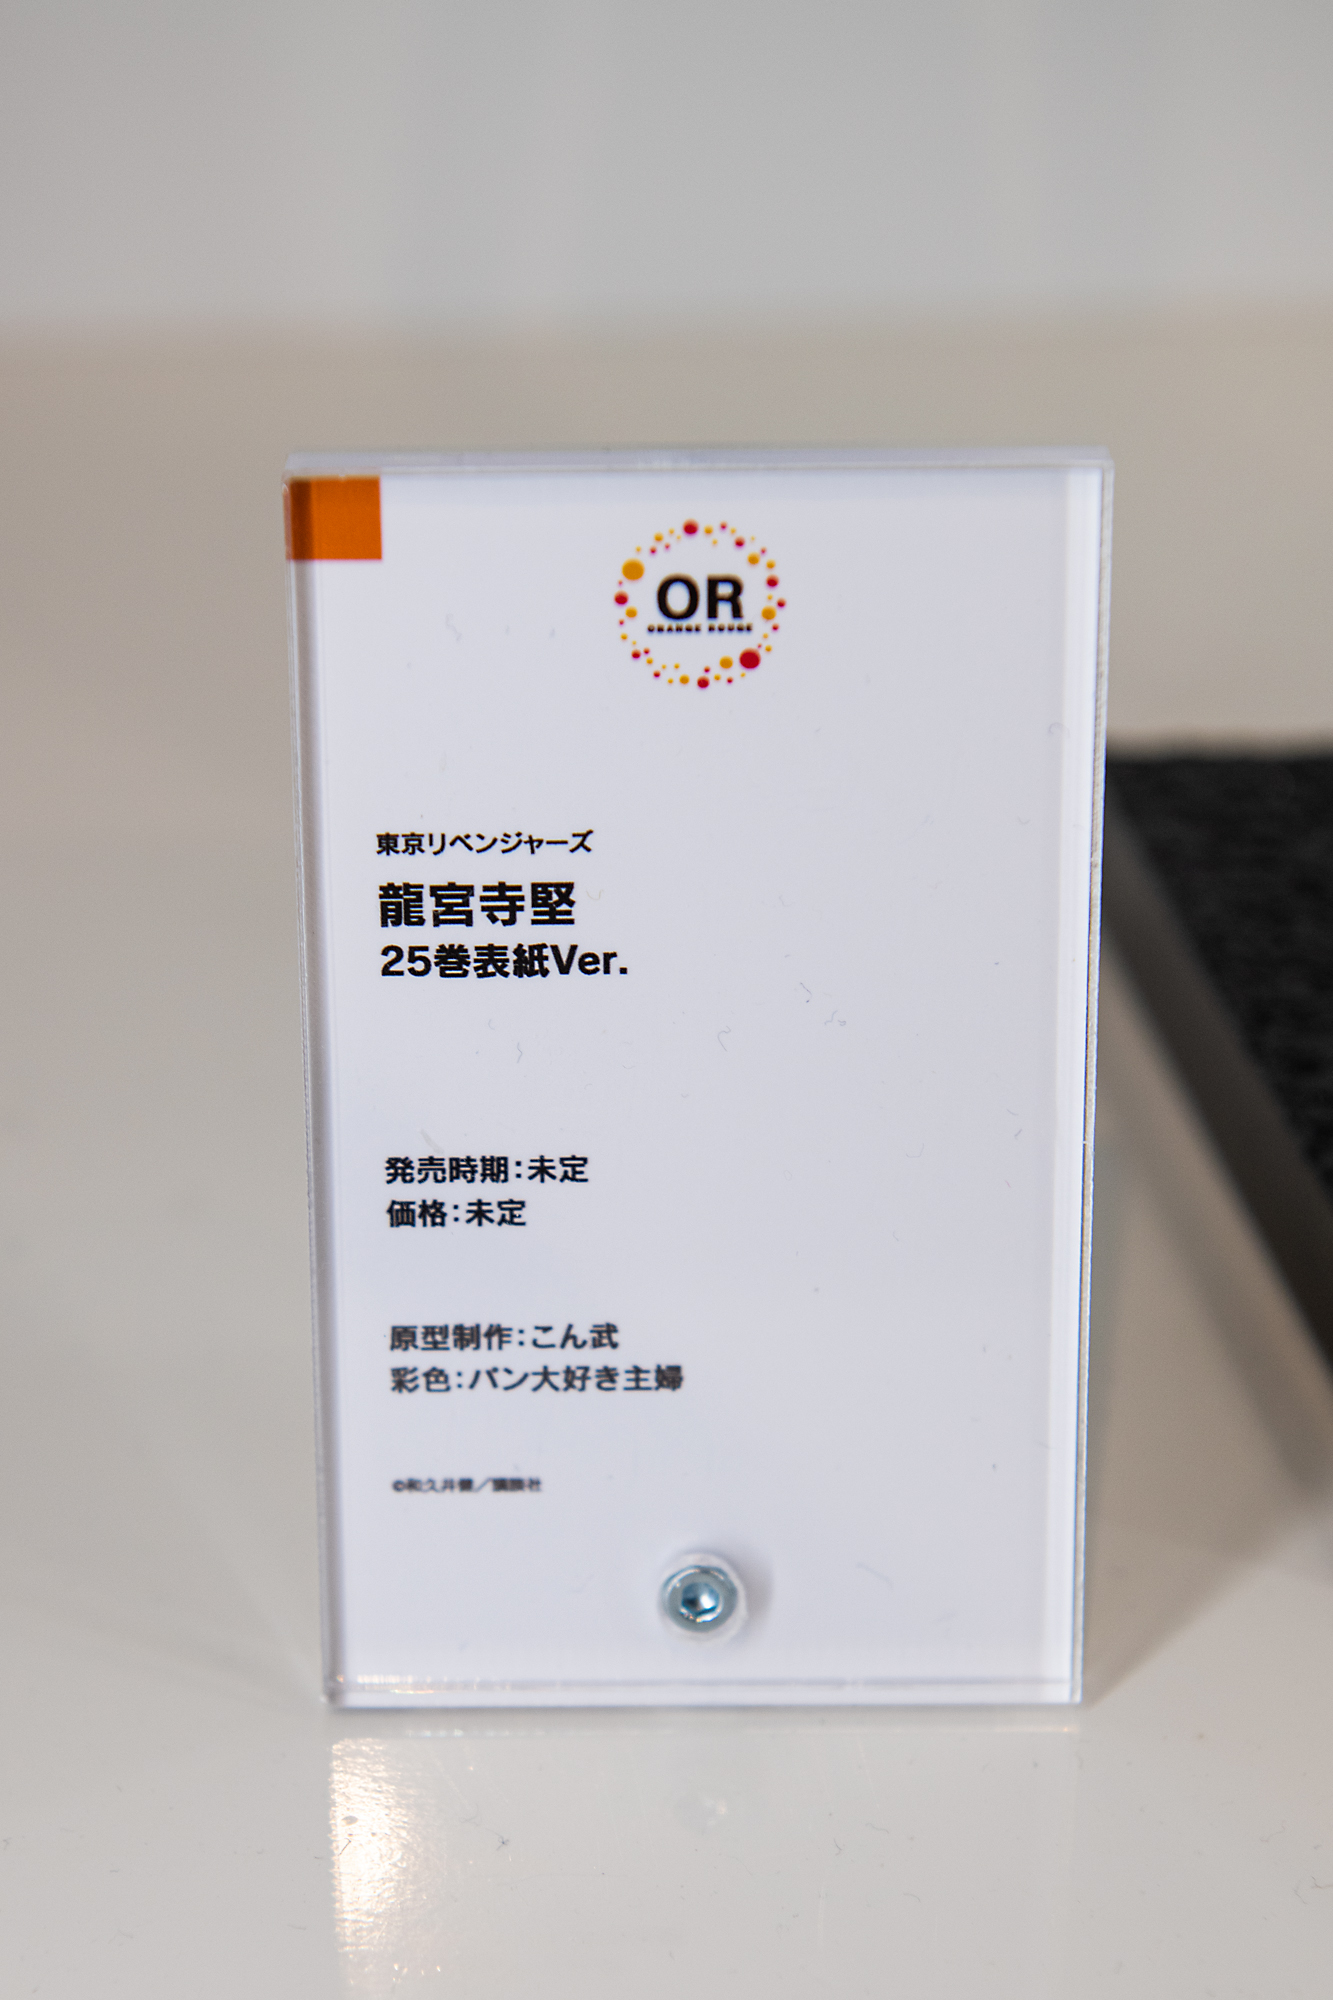 OR
ORANGE ROUGE
東京リベンジャーズ
龍宮寺堅
25巻表紙Ver.
発売時期：未定
価格：未定
原型制作：こん武
彩色：パン大好き主婦
©和久井健／講談社